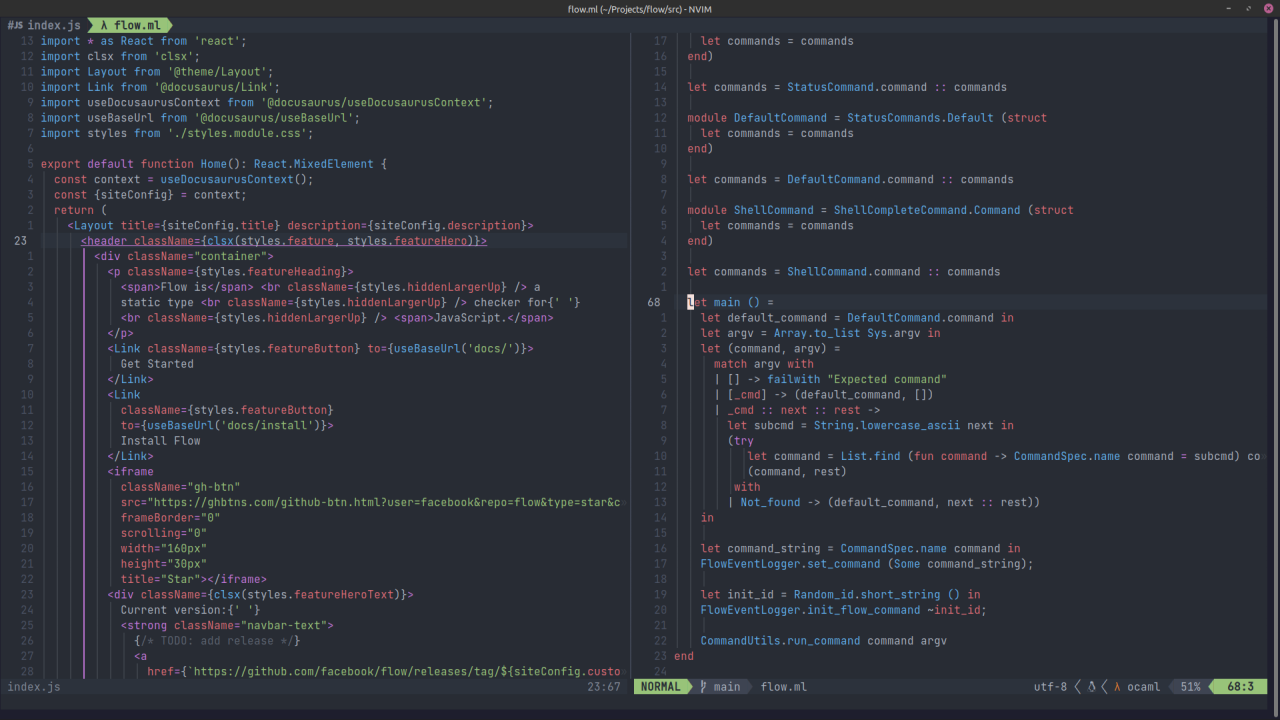 flow.ml (~/Projects/flow/src) - NVIM
#JS index.js λ flow.ml
13 import * as React from 'react';
12 import clsx from 'clsx';
11 import Layout from '@theme/Layout';
10 import Link from '@docusaurus/Link';
9 import useDocusaurusContext from '@docusaurus/useDocusaurusContext';
8 import useBaseUrl from '@docusaurus/useBaseUrl';
7 import styles from './styles.module.css';
6
5 export default function Home(): React.MixedElement {
4 const context = useDocusaurusContext();
3 const {siteConfig} = context;
2 return (
1 <Layout title={siteConfig.title} description={siteConfig.description}>
23 <header className={clsx(styles.feature, styles.featureHero)}>
1 <div className="container">
2 <p className={styles.featureHeading}>
3 <span>Flow is</span> <br className={styles.hiddenLargerUp} /> a
4 static type <br className={styles.hiddenLargerUp} /> checker for{' '}
5 <br className={styles.hiddenLargerUp} /> <span>JavaScript.</span>
6 </p>
7 <Link className={styles.featureButton} to={useBaseUrl('docs/')}>
8 Get Started
9 </Link>
10 <Link
11 className={styles.featureButton}
12 to={useBaseUrl('docs/install')}>
13 Install Flow
14 </Link>
15 <iframe
16 className="gh-btn"
17 src="https://ghbtns.com/github-btn.html?user=facebook&repo=flow&type=star&c
18 frameBorder="0"
19 scrolling="0"
20 width="160px"
21 height="30px"
22 title="Star"></iframe>
23 <div className={clsx(styles.featureHeroText)}>
24 Current version:{' '}
25 <strong className="navbar-text">
26 {/* TODO: add release */}
27 <a
28 href={`https://github.com/facebook/flow/releases/tag/${siteConfig.custo
index.js 23:67
17 let commands = commands
16 end)
15
14 let commands = StatusCommand.command :: commands
13
12 module DefaultCommand = StatusCommands.Default (struct
11 let commands = commands
10 end)
9
8 let commands = DefaultCommand.command :: commands
7
6 module ShellCommand = ShellCompleteCommand.Command (struct
5 let commands = commands
4 end)
3
2 let commands = ShellCommand.command :: commands
1
68 let main () =
1 let default_command = DefaultCommand.command in
2 let argv = Array.to_list Sys.argv in
3 let (command, argv) =
4 match argv with
5 | [] -> failwith "Expected command"
6 | [_cmd] -> (default_command, [])
7 | _cmd :: next :: rest ->
8 let subcmd = String.lowercase_ascii next in
9 (try
10 let command = List.find (fun command -> CommandSpec.name command = subcmd) co
11 (command, rest)
12 with
13 | Not_found -> (default_command, next :: rest))
14 in
15
16 let command_string = CommandSpec.name command in
17 FlowEventLogger.set_command (Some command_string);
18
19 let init_id = Random_id.short_string () in
20 FlowEventLogger.init_flow_command ~init_id;
21
22 CommandUtils.run_command command argv
23 end
24
NORMAL main flow.ml utf-8 λ ocaml 51% 68:3